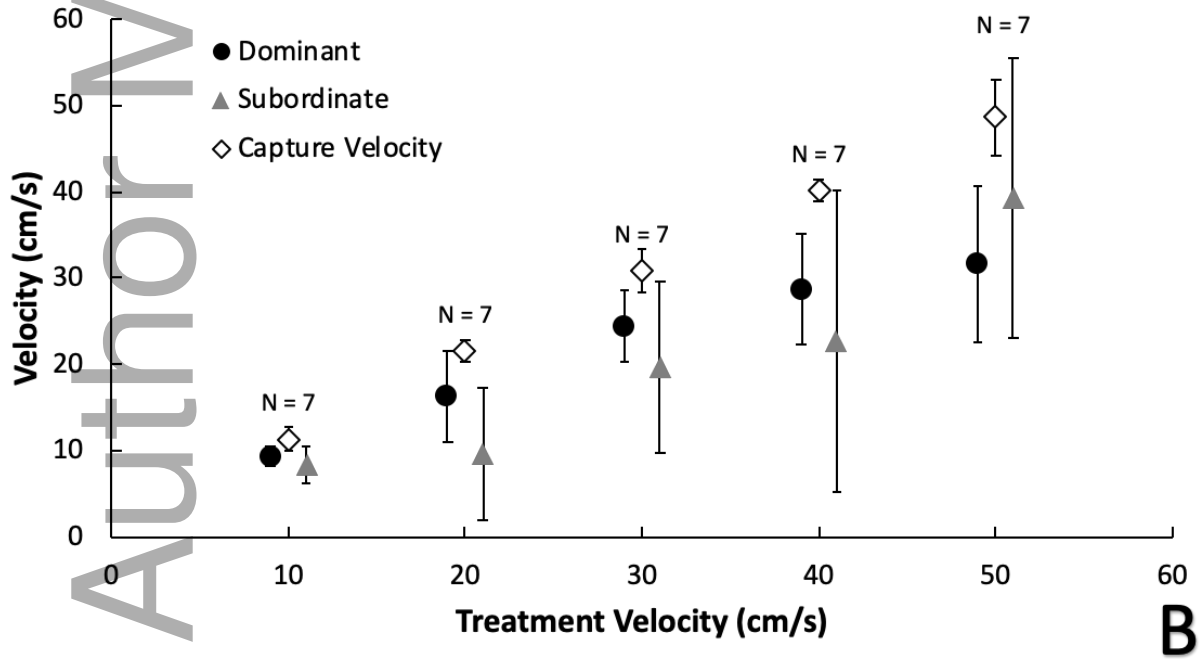 Author M
60
50
40
30
20
10
0
Velocity (cm/s)
Dominant
Subordinate
Capture Velocity
N = 7
N = 7
N = 7
N = 7
N = 7
0 10 20 30 40 50 60
Treatment Velocity (cm/s)
B